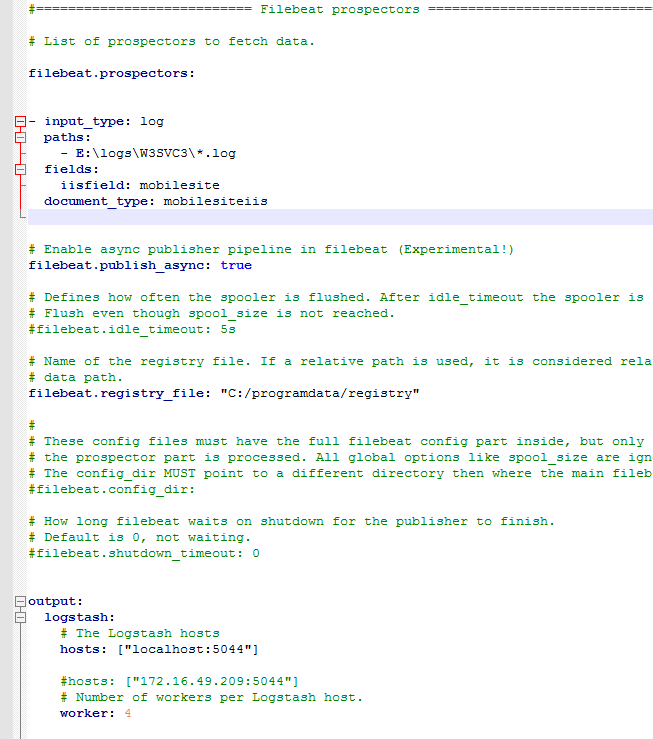 #=========================== Filebeat prospectors ============================
# List of prospectors to fetch data.
filebeat.prospectors:
- input_type: log
  paths:
    - E:\logs\W3SVC3\*.log
  fields:
    iisfield: mobilesite
  document_type: mobilesiteiis
# Enable async publisher pipeline in filebeat (Experimental!)
filebeat.publish_async: true
# Defines how often the spooler is flushed. After idle_timeout the spooler is
# Flush even though spool_size is not reached.
#filebeat.idle_timeout: 5s
# Name of the registry file. If a relative path is used, it is considered rela
# data path.
filebeat.registry_file: "C:/programdata/registry"
#
# These config files must have the full filebeat config part inside, but only
# the prospector part is processed. All global options like spool_size are ign
# The config_dir MUST point to a different directory then where the main fileb
#filebeat.config_dir:
# How long filebeat waits on shutdown for the publisher to finish.
# Default is 0, not waiting.
#filebeat.shutdown_timeout: 0
output:
  logstash:
    # The Logstash hosts
    hosts: ["localhost:5044"]
    #hosts: ["172.16.49.209:5044"]
    # Number of workers per Logstash host.
    worker: 4